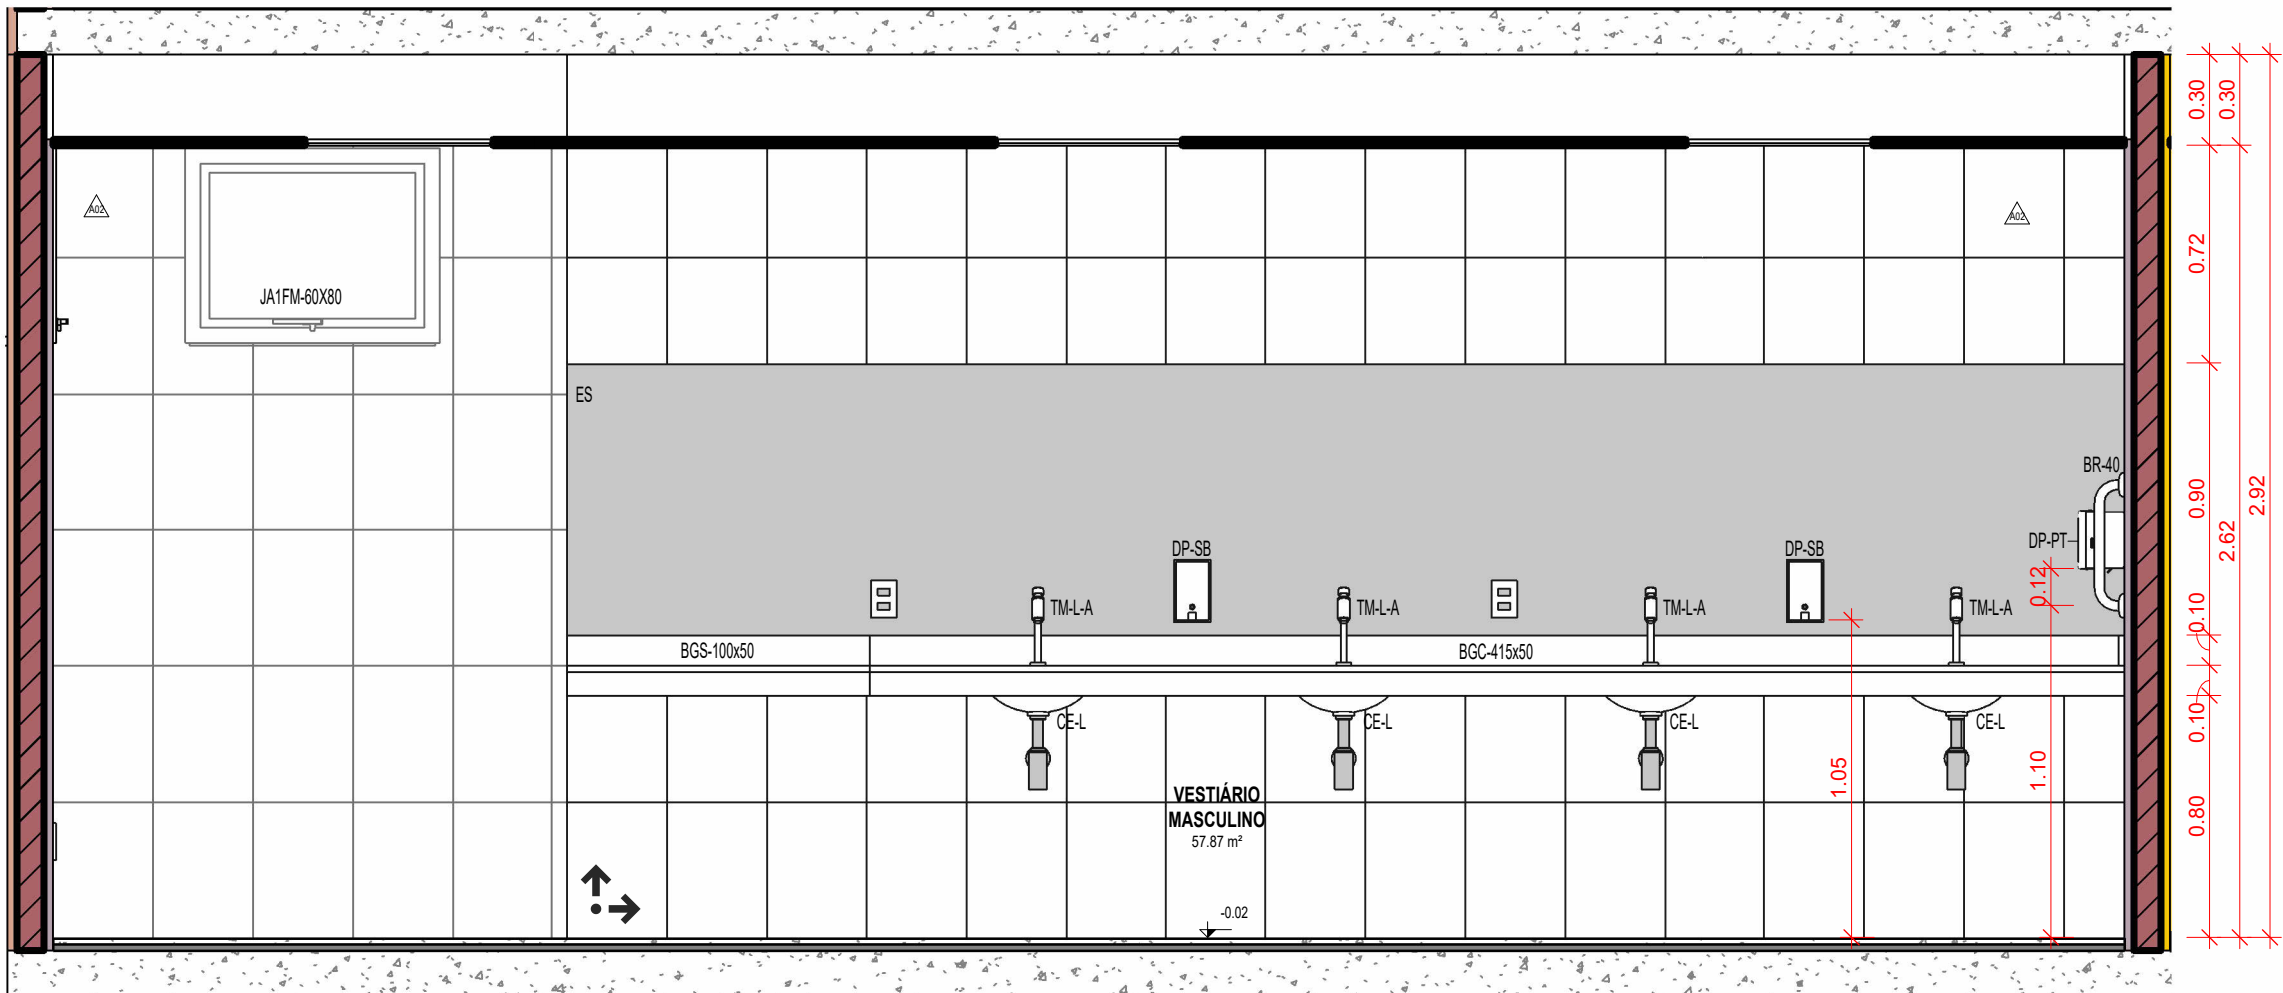 0.30
0.30
A02
A02
0.72
JA1FM-60X80
ES
BR-40
0.90
2.92
DP-SB
DP-SB
DP-PT
2.62
0.12
TM-L-A
TM-L-A
TM-L-A
TM-L-A
0.10
BGS-100x50
BGC-415x50
CE-L
CE-L
CE-L
CE-L
0.10
1.05
1.10
VESTIÁRIO
MASCULINO
57.87 m²
0.80
-0.02